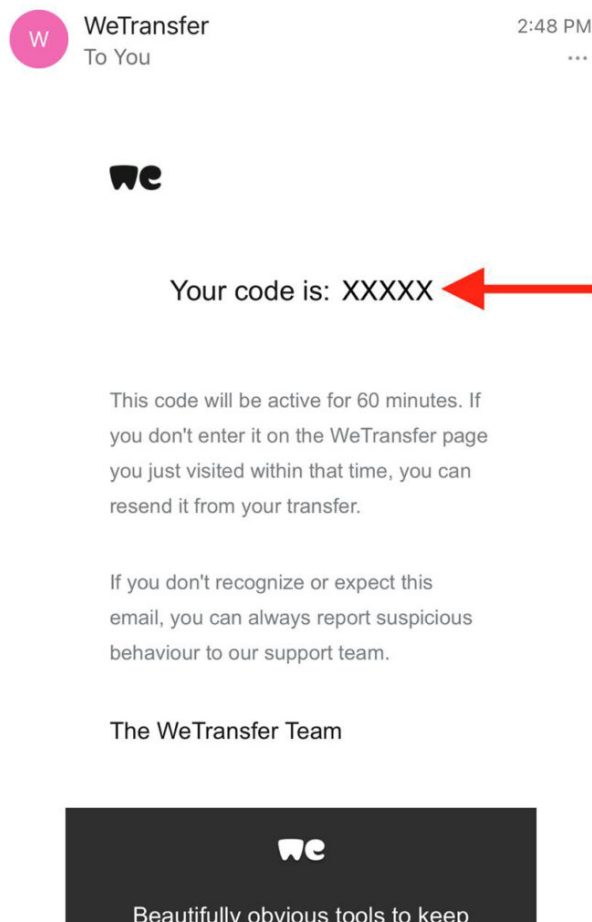 W
WeTransfer
2:48 PM
To You
...
we
Your code is: XXXXX
This code will be active for 60 minutes. If
you don't enter it on the WeTransfer page
you just visited within that time, you can
resend it from your transfer.
If you don't recognize or expect this
email, you can always report suspicious
behaviour to our support team.
The WeTransfer Team
we
Beautifully obvious tools to keep